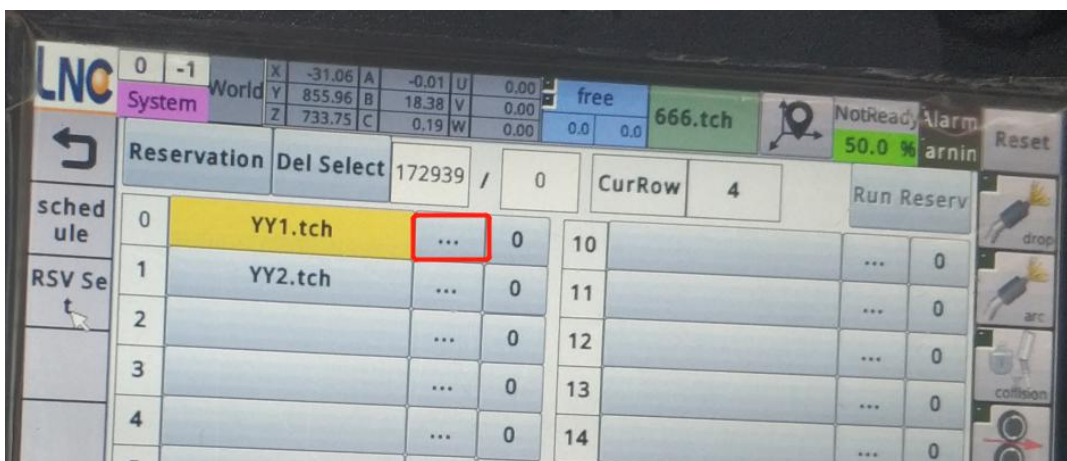 LNC 0 -1 World X -31.06 A -0.01 U 0.00 free 666.tch NotReady Alarm Reset
System Y 855.96 B 18.38 V 0.00 0.0 0.0 50.0 % arnin
Z 733.75 C 0.19 W 0.00
Reservation Del Select 172939 / 0 CurRow 4 Run Reserv
sched
ule
RSV Se
t
0 YY1.tch ... 0 10 ... 0 drop
1 YY2.tch ... 0 11 ... 0 arc
2 ... 0 12 ... 0
3 ... 0 13 ... 0 collision
4 ... 0 14 ... 0